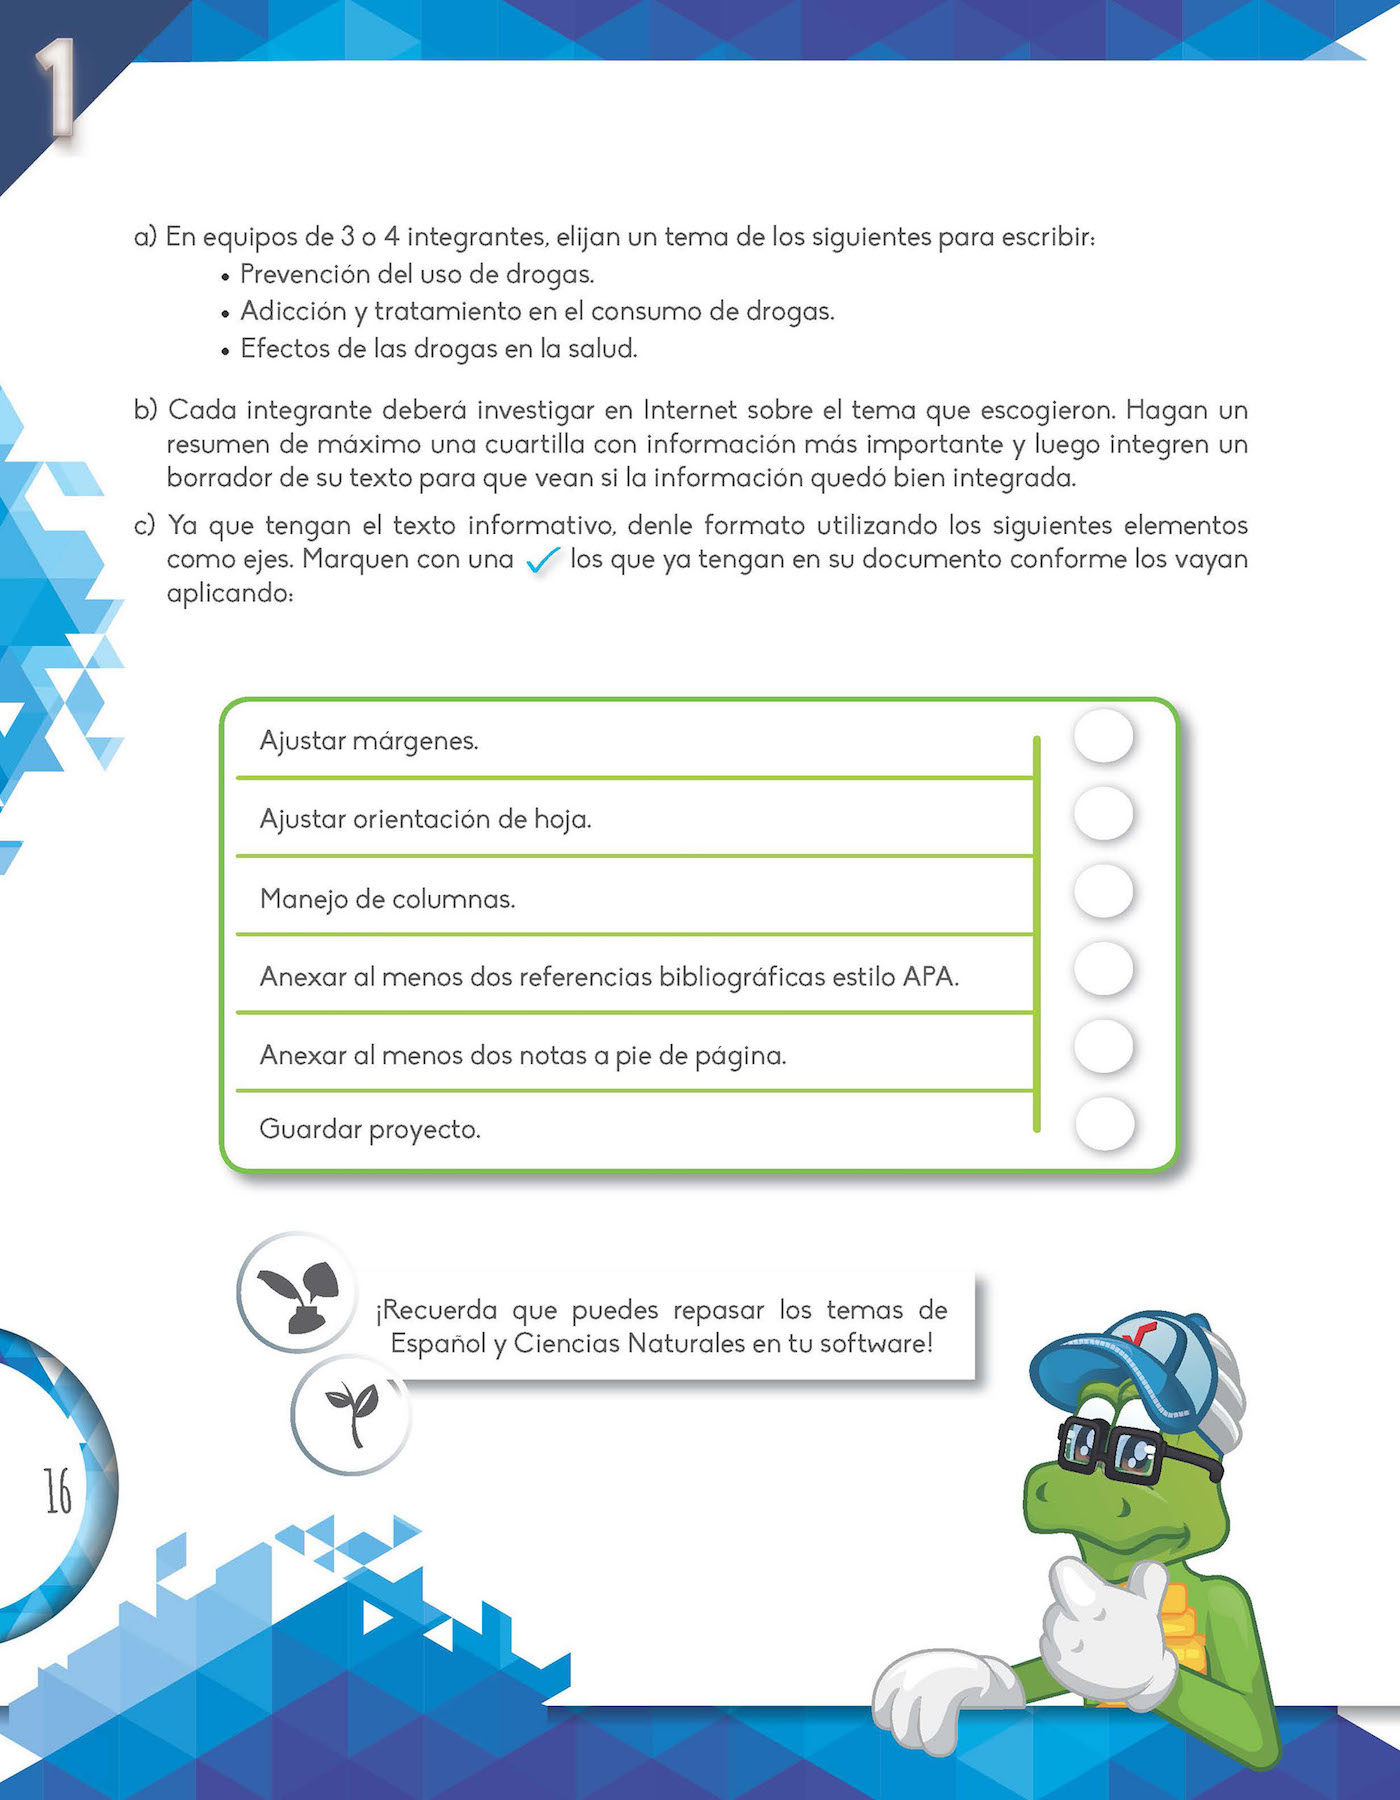 1
a) En equipos de 3 o 4 integrantes, elijan un tema de los siguientes para escribir:
• Prevención del uso de drogas.
• Adicción y tratamiento en el consumo de drogas.
• Efectos de las drogas en la salud.
b) Cada integrante deberá investigar en Internet sobre el tema que escogieron. Hagan un
resumen de máximo una cuartilla con información más importante y luego integren un
borrador de su texto para que vean si la información quedó bien integrada.
c) Ya que tengan el texto informativo, denle formato utilizando los siguientes elementos
como ejes. Marquen con una ✓ los que ya tengan en su documento conforme los vayan
aplicando:
Ajustar márgenes.
Ajustar orientación de hoja.
Manejo de columnas.
Anexar al menos dos referencias bibliográficas estilo APA.
Anexar al menos dos notas a pie de página.
Guardar proyecto.
¡Recuerda que puedes repasar los temas de
Español y Ciencias Naturales en tu software!
16